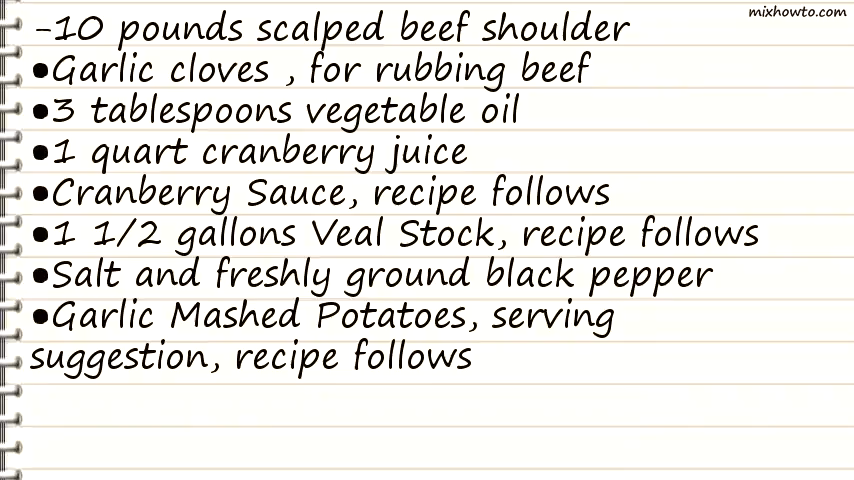 mixhowto.com
-10 pounds scalped beef shoulder
•Garlic cloves , for rubbing beef
•3 tablespoons vegetable oil
•1 quart cranberry juice
•Cranberry Sauce, recipe follows
•1 1/2 gallons Veal Stock, recipe follows
•Salt and freshly ground black pepper
•Garlic Mashed Potatoes, serving
suggestion, recipe follows